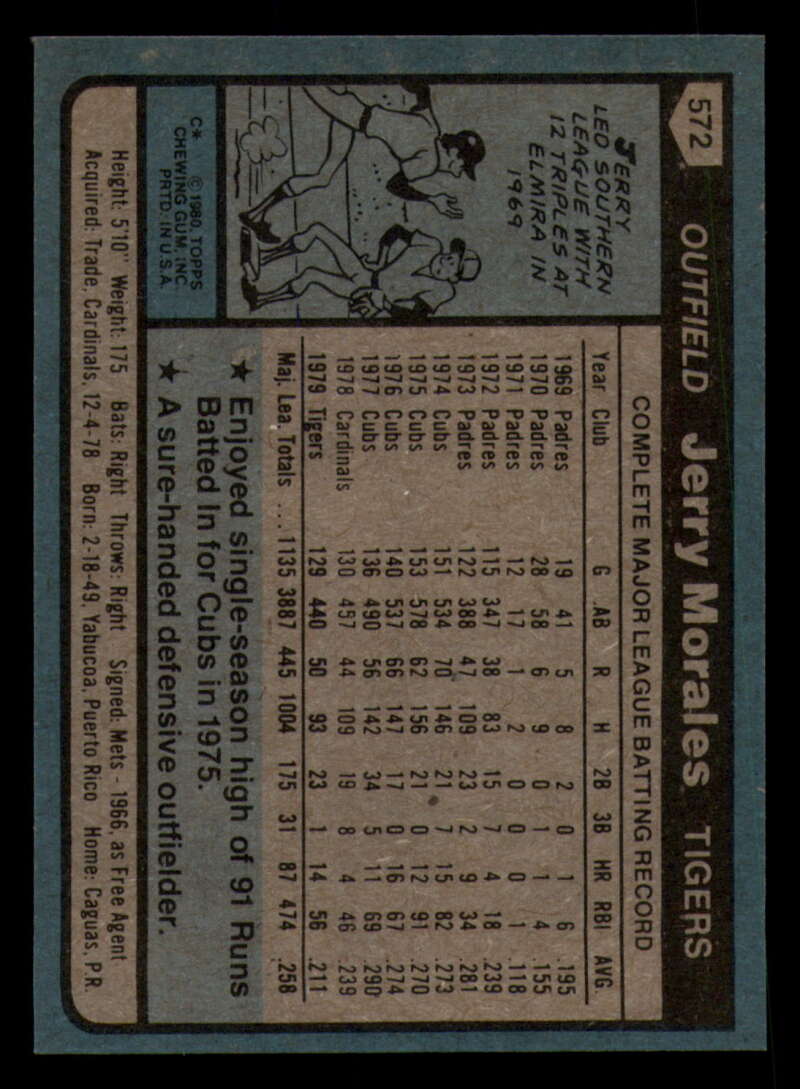 572 OUTFIELD Jerry Morales TIGERS
JERRY
LED SOUTHERN
LEAGUE WITH
12 TRIPLES AT
ELMIRA IN
1969
C* © 1980 TOPPS
CHEWING GUM, INC.
PRTD. IN U.S.A.
COMPLETE MAJOR LEAGUE BATTING RECORD
Year Club G AB R H 2B 3B HR RBI AVG.
1969 Padres 19 41 5 8 2 0 1 6 .195
1970 Padres 28 58 6 9 0 1 1 4 .155
1971 Padres 12 17 1 2 0 0 0 1 .118
1972 Padres 115 347 38 83 15 7 4 18 .239
1973 Padres 122 388 47 109 23 2 9 34 .281
1974 Cubs 151 534 70 146 21 7 15 82 .273
1975 Cubs 153 578 62 156 21 0 12 91 .270
1976 Cubs 140 537 66 147 17 0 16 67 .274
1977 Cubs 136 490 56 142 34 5 11 69 .290
1978 Cardinals 130 457 44 109 19 8 4 46 .239
1979 Tigers 129 440 50 93 23 1 14 56 .211
Maj. Lea. Totals ... 1135 3887 445 1004 175 31 87 474 .258
★ Enjoyed single-season high of 91 Runs
Batted In for Cubs in 1975.
★ A sure-handed defensive outfielder.
Height: 5'10" Weight: 175 Bats: Right Throws: Right Signed: Mets - 1966, as Free Agent
Acquired: Trade, Cardinals, 12-4-78 Born: 2-18-49, Yabucoa, Puerto Rico Home: Caguas, P.R.